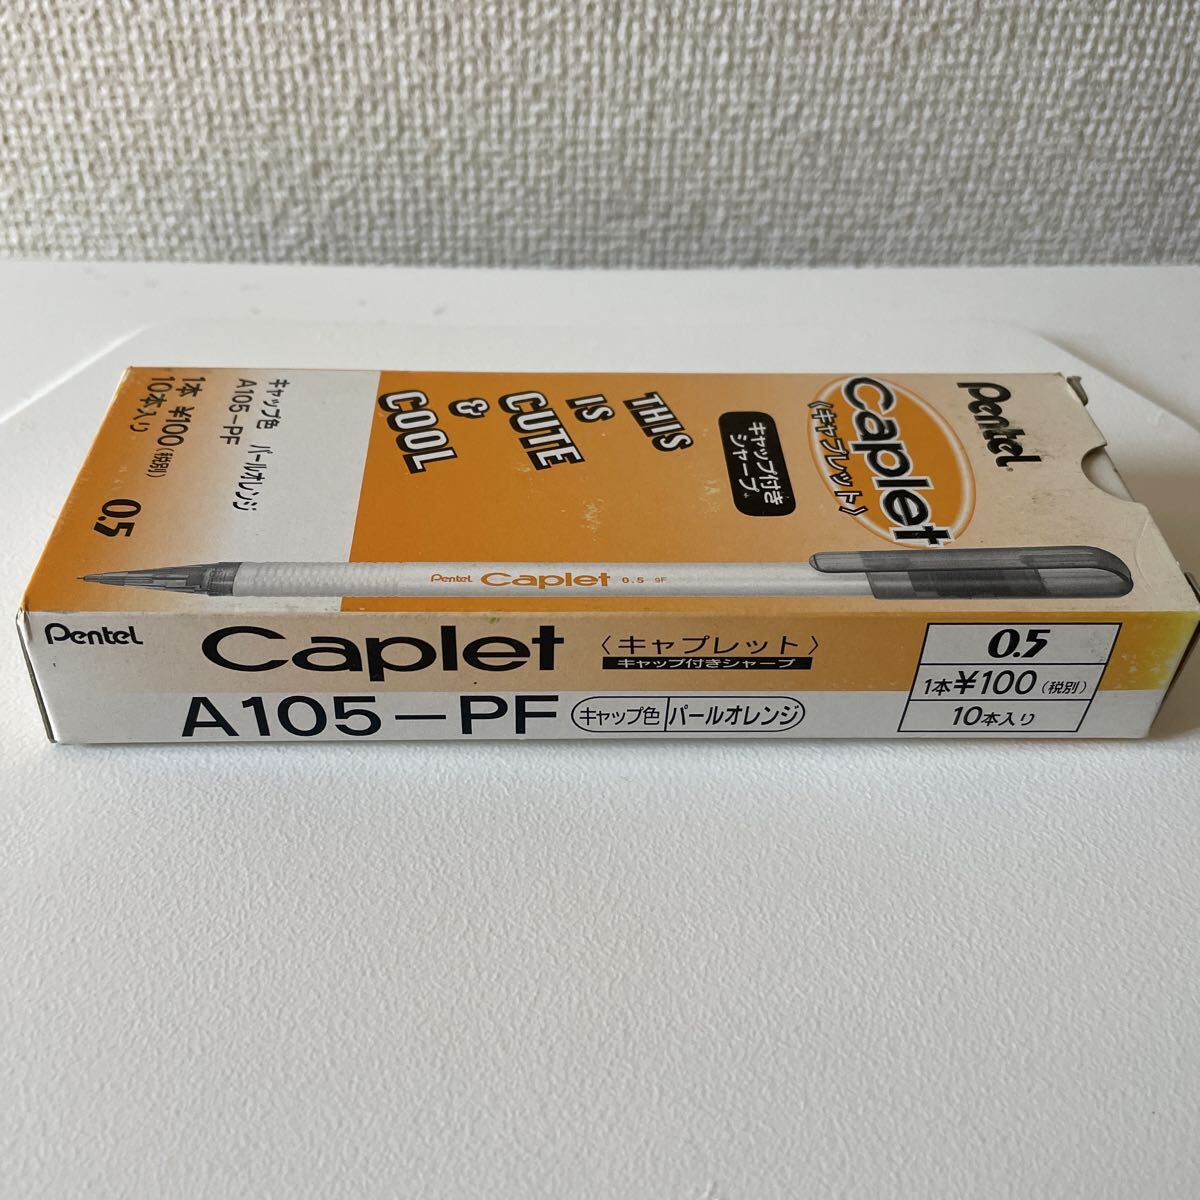 Pentel
Caplet
〈キャプレット〉
キャップ付き
シャープ
THIS
IS
CUTE
&
COOL
キャップ色 パールオレンジ
A105-PF
1本 ¥100(税別)
10本入り
0.5
Pentel Caplet 0.5 9F
Pentel
Caplet
〈キャプレット〉
キャップ付きシャープ
A105-PF
キャップ色 パールオレンジ
0.5
1本¥100(税別)
10本入り